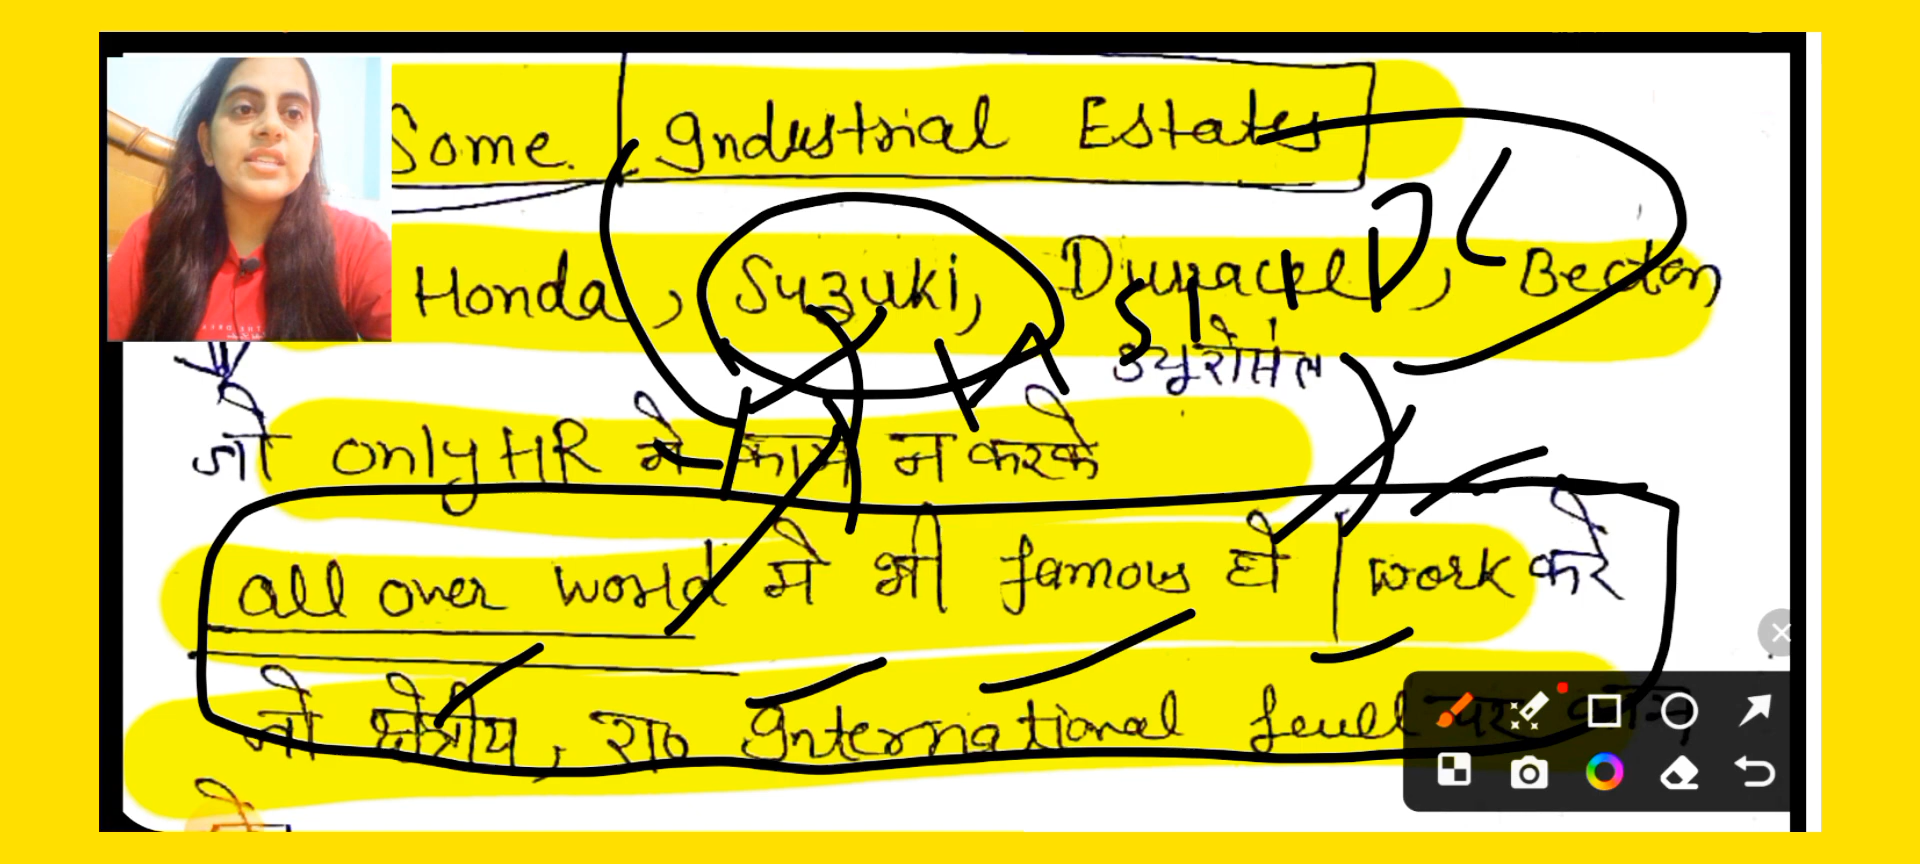 Some Industrial Estates
Honda, Suzuki, Duracell, Becton,
जो only HR मे काम न करके
all over world मे भी famous हो work करे
जो क्षेत्रीय, रा० International level पर काम